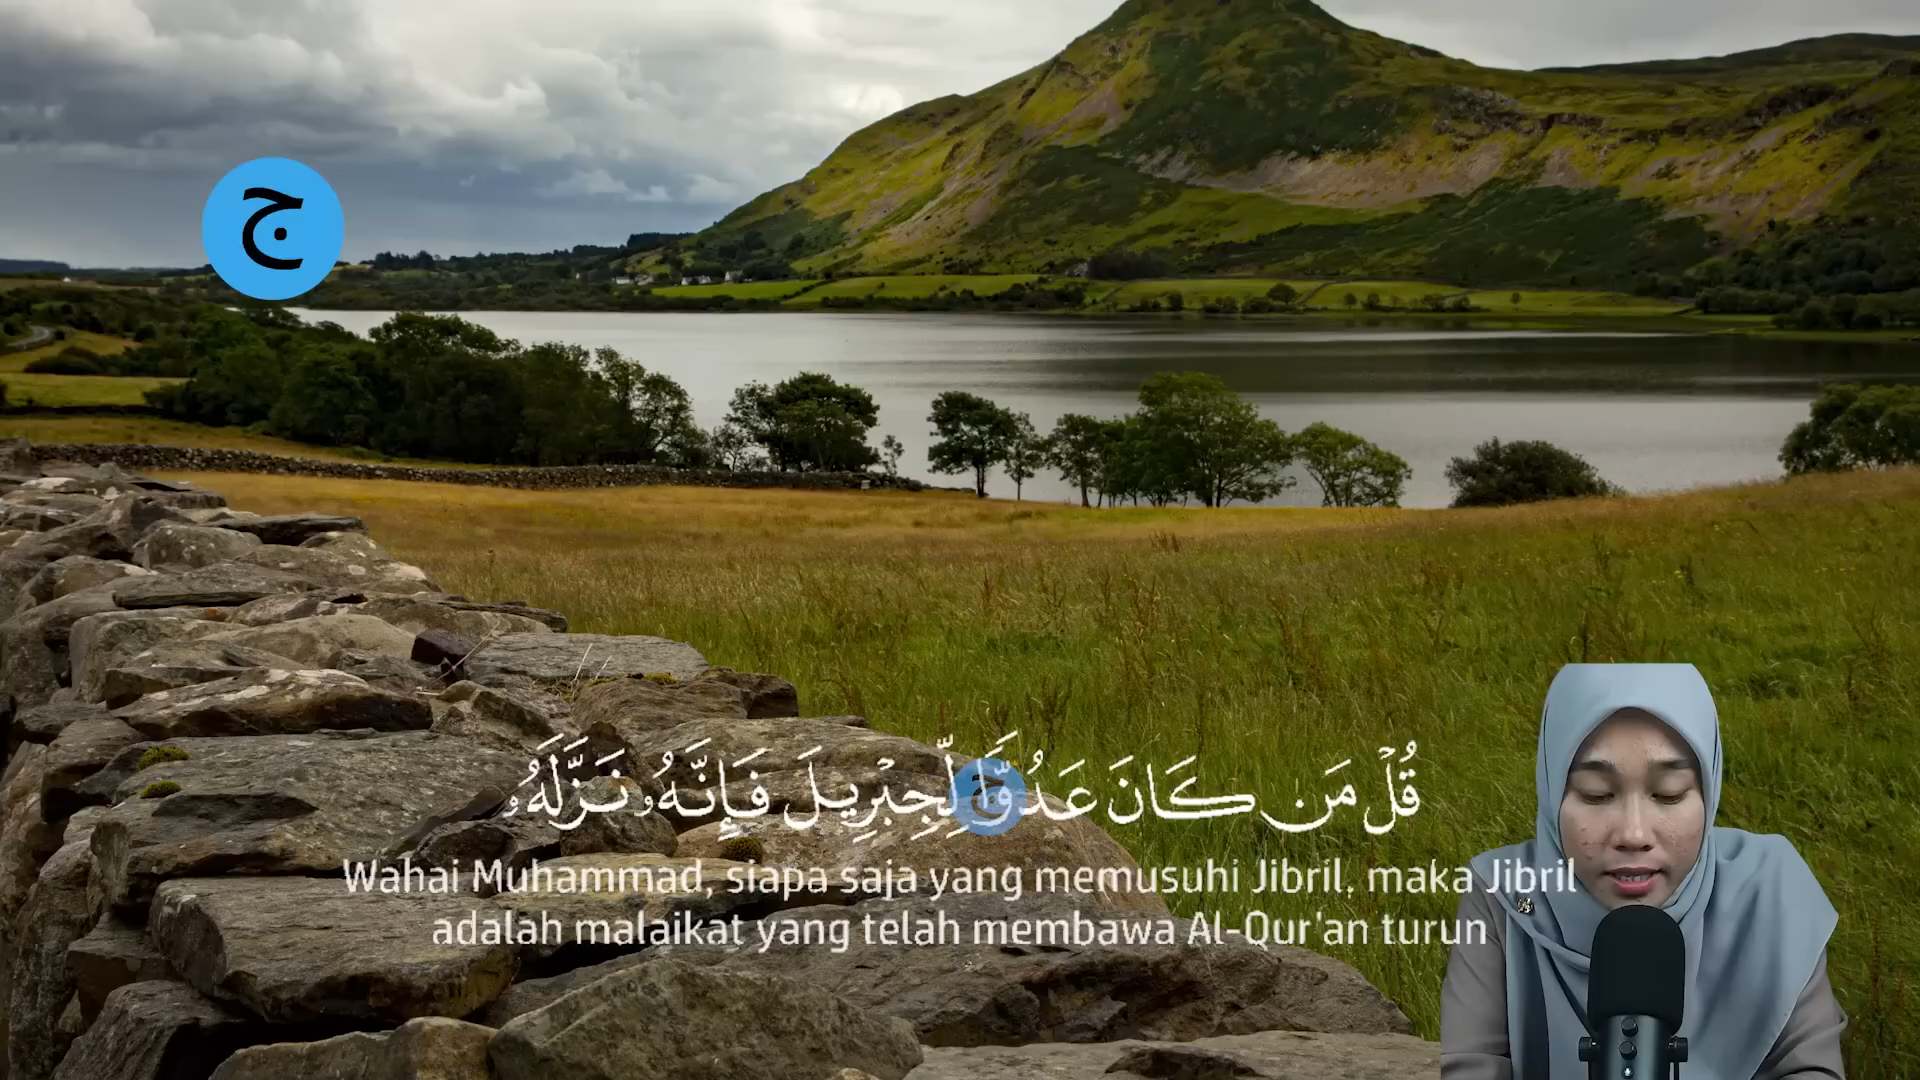 ج
قُلْ مَن كَانَ عَدُوًّا لِّجِبْرِيلَ فَإِنَّهُۥ نَزَّلَهُۥ
ج
Wahai Muhammad, siapa saja yang memusuhi Jibril, maka Jibril
adalah malaikat yang telah membawa Al-Qur'an turun